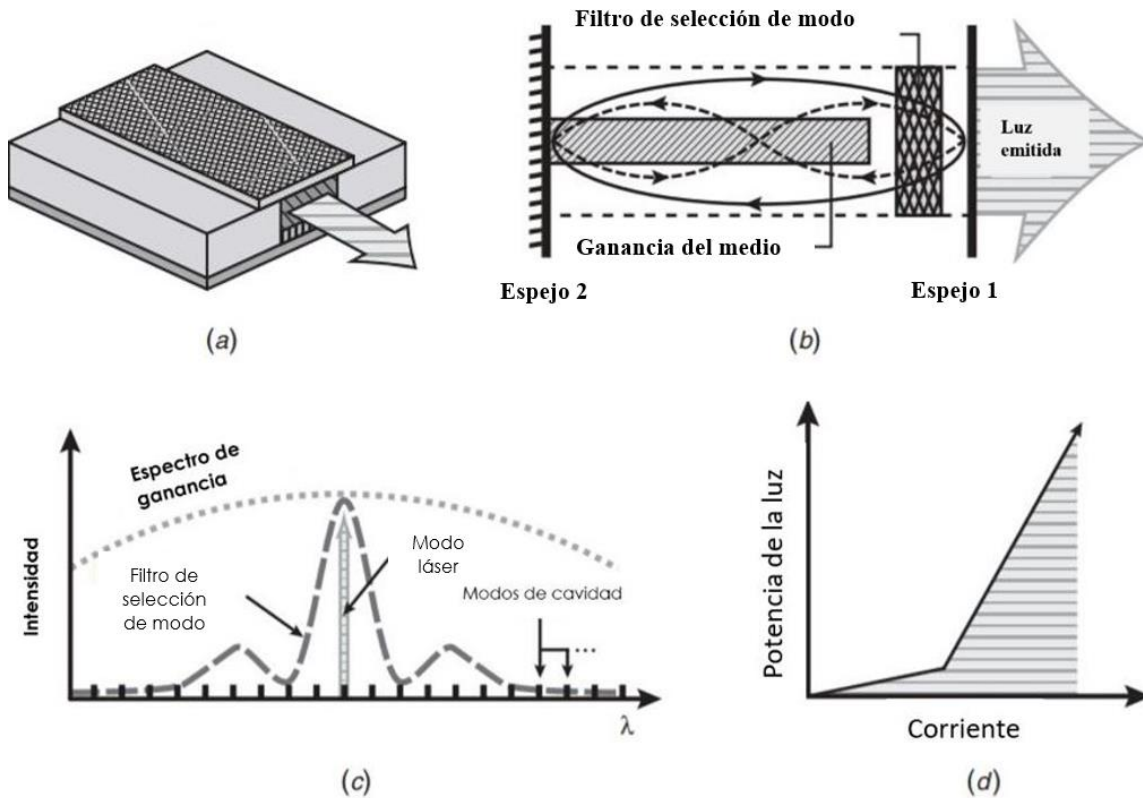 Filtro de selección de modo
Luz
emitida
Ganancia del medio
Espejo 2
Espejo 1
(a)
(b)
Espectro de
ganancia
Intensidad
Filtro de
selección
de modo
Modo
láser
Modos de cavidad
...
λ
(c)
Potencia de la luz
Corriente
(d)